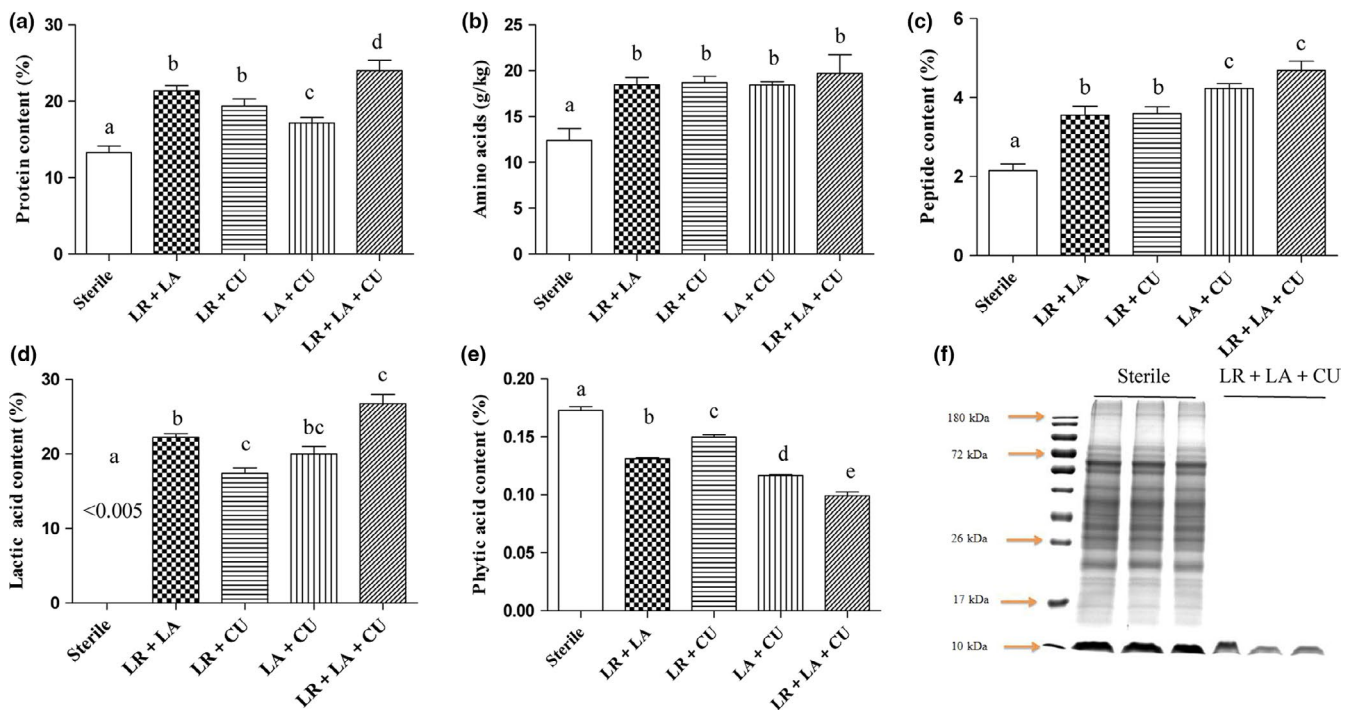 (a)
Protein content (%)
30
20
10
0
a
b
b
c
d
Sterile
LR + LA
LR + CU
LA + CU
LR + LA + CU
(b)
Amino acids (g/kg)
25
20
15
10
5
0
a
b
b
b
b
Sterile
LR + LA
LR + CU
LA + CU
LR + LA + CU
(c)
Peptide content (%)
6
4
2
0
a
b
b
c
c
Sterile
LR + LA
LR + CU
LA + CU
LR + LA + CU
(d)
Lactic acid content (%)
30
20
10
0
a
<0.005
b
c
bc
c
Sterile
LR + LA
LR + CU
LA + CU
LR + LA + CU
(e)
Phytic acid content (%)
0.20
0.15
0.10
0.05
0.00
a
b
c
d
e
Sterile
LR + LA
LR + CU
LA + CU
LR + LA + CU
(f)
Sterile LR + LA + CU
180 kDa
72 kDa
26 kDa
17 kDa
10 kDa